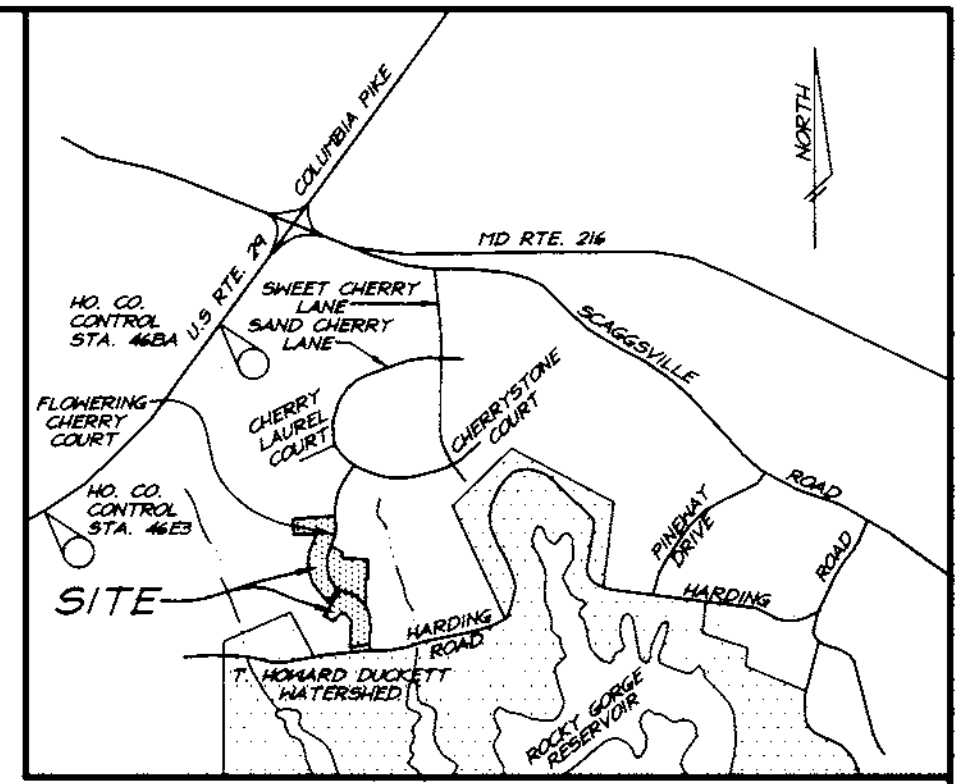 COLUMBIA PIKE
NORTH
U.S RTE. 29
MD RTE. 216
SWEET CHERRY
LANE
SAND CHERRY
LANE
HO. CO.
CONTROL
STA. 46BA
SCAGGSVILLE
FLOWERING
CHERRY
COURT
CHERRY
LAUREL
COURT
CHERRYSTONE
COURT
HO. CO.
CONTROL
STA. 46E3
ROAD
PINEWAY
DRIVE
ROAD
SITE
HARDING
HARDING
ROAD
T. HOWARD DUCKETT
WATERSHED
ROCKY GORGE
RESERVOIR